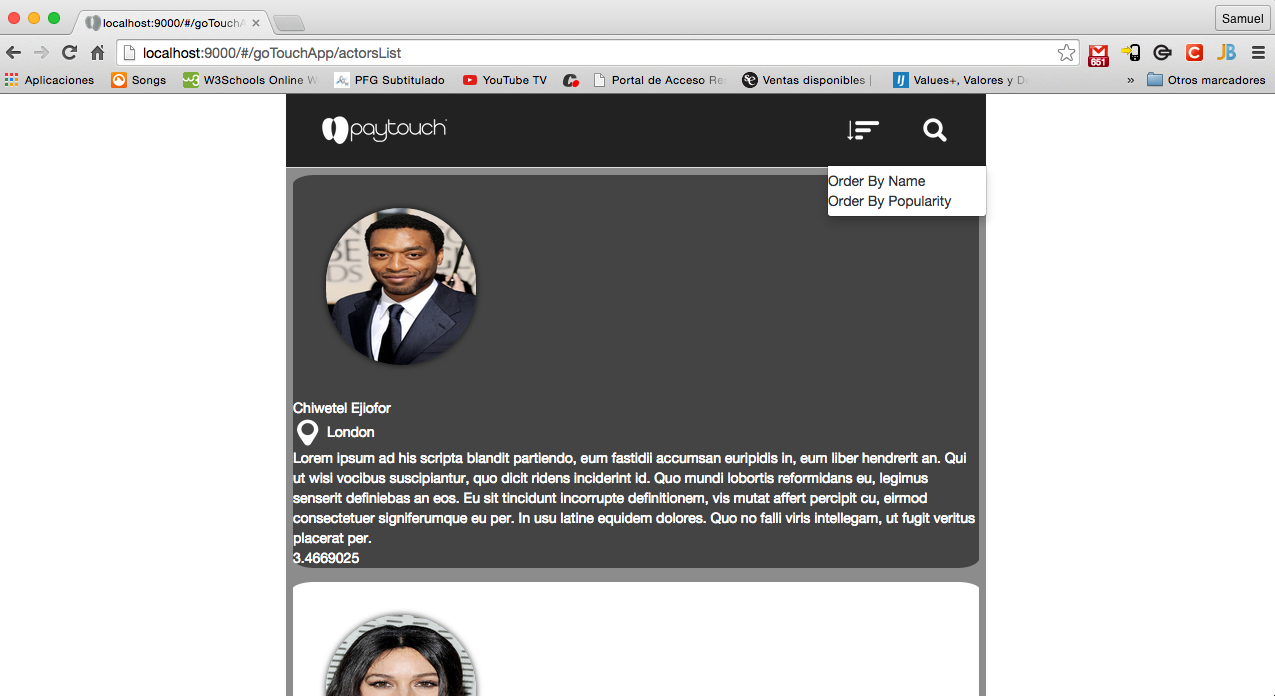 localhost:9000/#/goTouchA
Samuel
localhost:9000/#/goTouchApp/actorsList
651
Aplicaciones
Songs
W3Schools Online W
PFG Subtitulado
YouTube TV
Portal de Acceso Re
Ventas disponibles |
Values+, Valores y D
»
Otros marcadores
paytouch
Order By Name
Order By Popularity
Chiwetel Ejiofor
London
Lorem ipsum ad his scripta blandit partiendo, eum fastidii accumsan euripidis in, eum liber hendrerit an. Qui
ut wisi vocibus suscipiantur, quo dicit ridens inciderint id. Quo mundi lobortis reformidans eu, legimus
senserit definiebas an eos. Eu sit tincidunt incorrupte definitionem, vis mutat affert percipit cu, eirmod
consectetuer signiferumque eu per. In usu latine equidem dolores. Quo no falli viris intellegam, ut fugit veritus
placerat per.
3.4669025